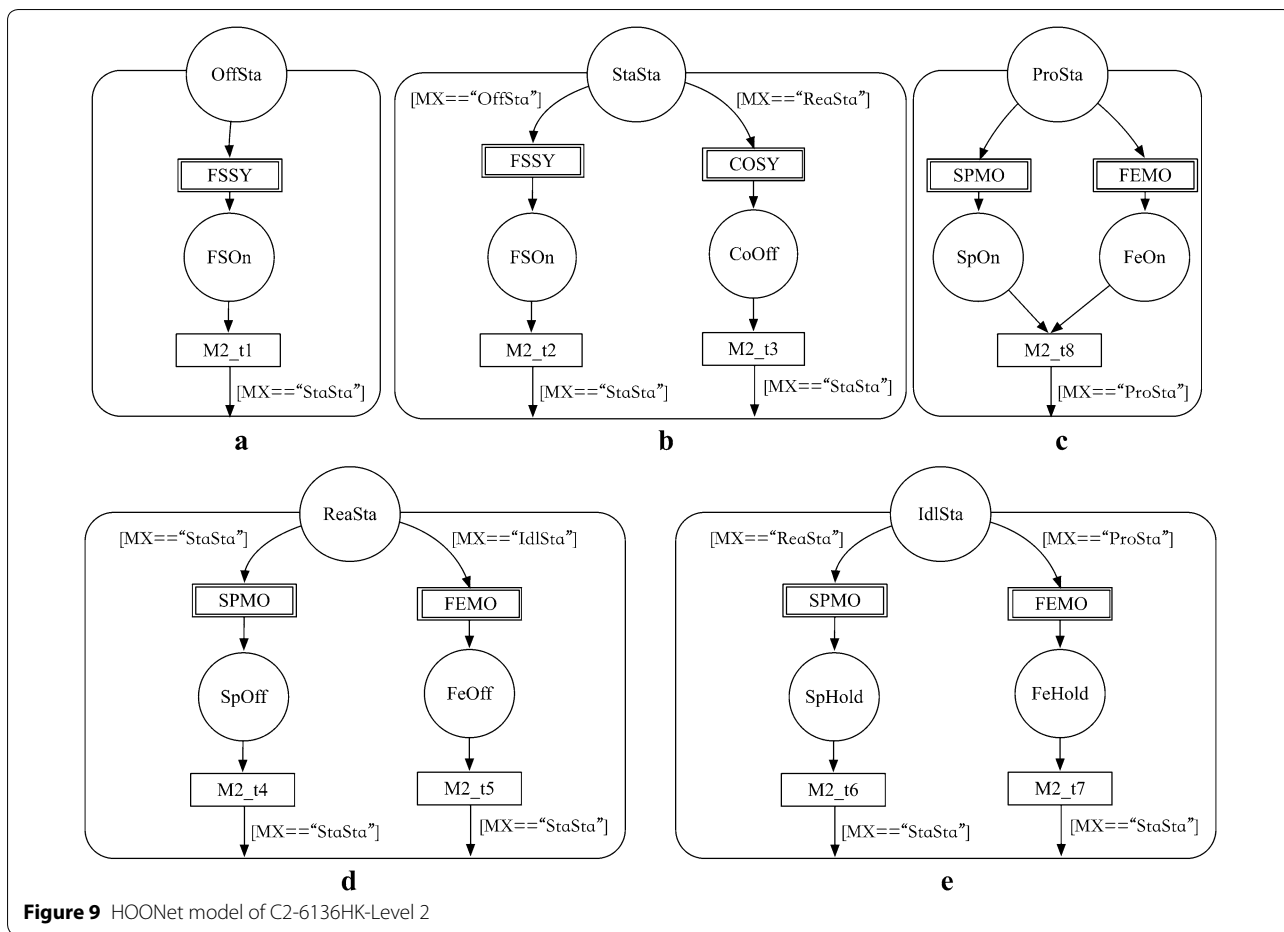 OffSta
FSSY
FSOn
M2_t1
[MX==“StaSta”]
a
StaSta
[MX==“OffSta”]
[MX==“ReaSta”]
FSSY
COSY
FSOn
CoOff
M2_t2
M2_t3
[MX==“StaSta”]
[MX==“StaSta”]
b
ProSta
SPMO
FEMO
SpOn
FeOn
M2_t8
[MX==“ProSta”]
c
ReaSta
[MX==“StaSta”]
[MX==“IdlSta”]
SPMO
FEMO
SpOff
FeOff
M2_t4
M2_t5
[MX==“StaSta”]
[MX==“StaSta”]
d
IdlSta
[MX==“ReaSta”]
[MX==“ProSta”]
SPMO
FEMO
SpHold
FeHold
M2_t6
M2_t7
[MX==“StaSta”]
[MX==“StaSta”]
e
Figure 9 HOONet model of C2-6136HK-Level 2